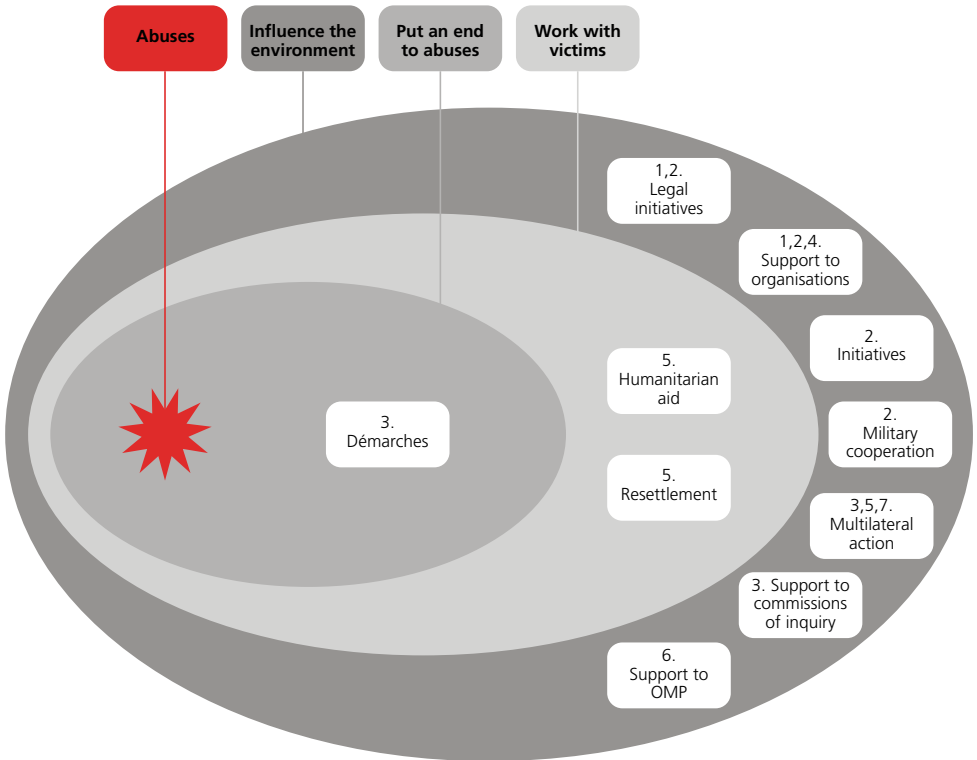 Abuses
Influence the
environment
Put an end
to abuses
Work with
victims
1,2.
Legal
initiatives
1,2,4.
Support to
organisations
2.
Initiatives
5.
Humanitarian
aid
3.
Démarches
2.
Military
cooperation
5.
Resettlement
3,5,7.
Multilateral
action
3. Support to
commissions
of inquiry
6.
Support to
OMP